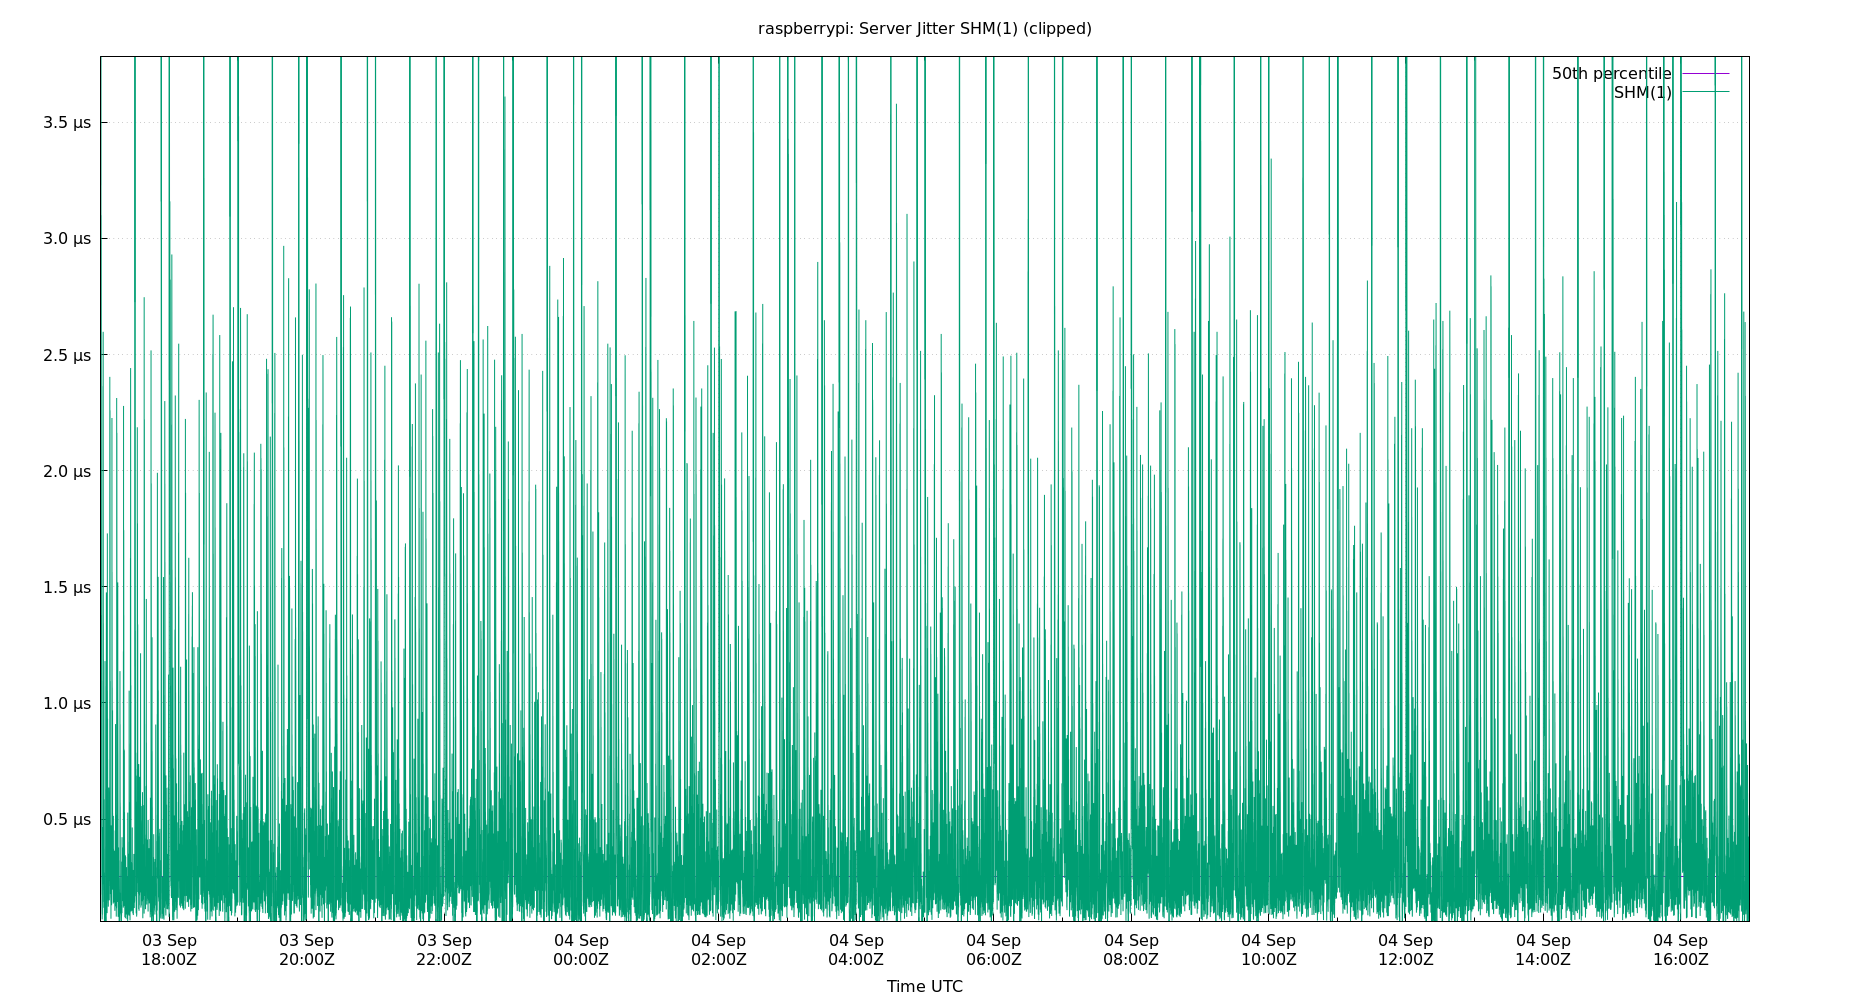 raspberrypi: Server Jitter SHM(1) (clipped)
50th percentile
SHM(1)
3.5 µs
3.0 µs
2.5 µs
2.0 µs
1.5 µs
1.0 µs
0.5 µs
03 Sep 03 Sep 03 Sep 04 Sep 04 Sep 04 Sep 04 Sep 04 Sep 04 Sep 04 Sep 04 Sep 04 Sep
18:00Z 20:00Z 22:00Z 00:00Z 02:00Z 04:00Z 06:00Z 08:00Z 10:00Z 12:00Z 14:00Z 16:00Z
Time UTC